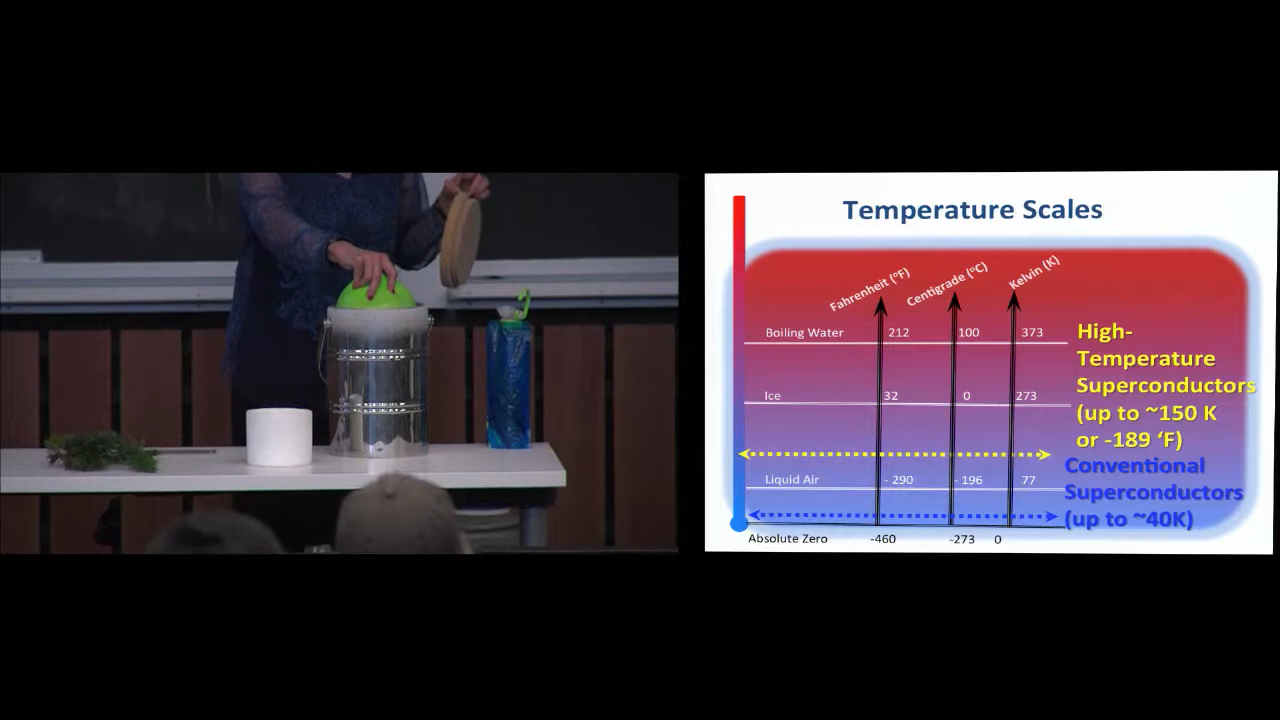 Temperature Scales
Fahrenheit (°F) Centigrade (°C) Kelvin (K)
Boiling Water 212 100 373
High-
Temperature
Superconductors
(up to ~150 K
or -189 ‘F)
Ice 32 0 273
Liquid Air - 290 - 196 77
Conventional
Superconductors
(up to ~40K)
Absolute Zero -460 -273 0